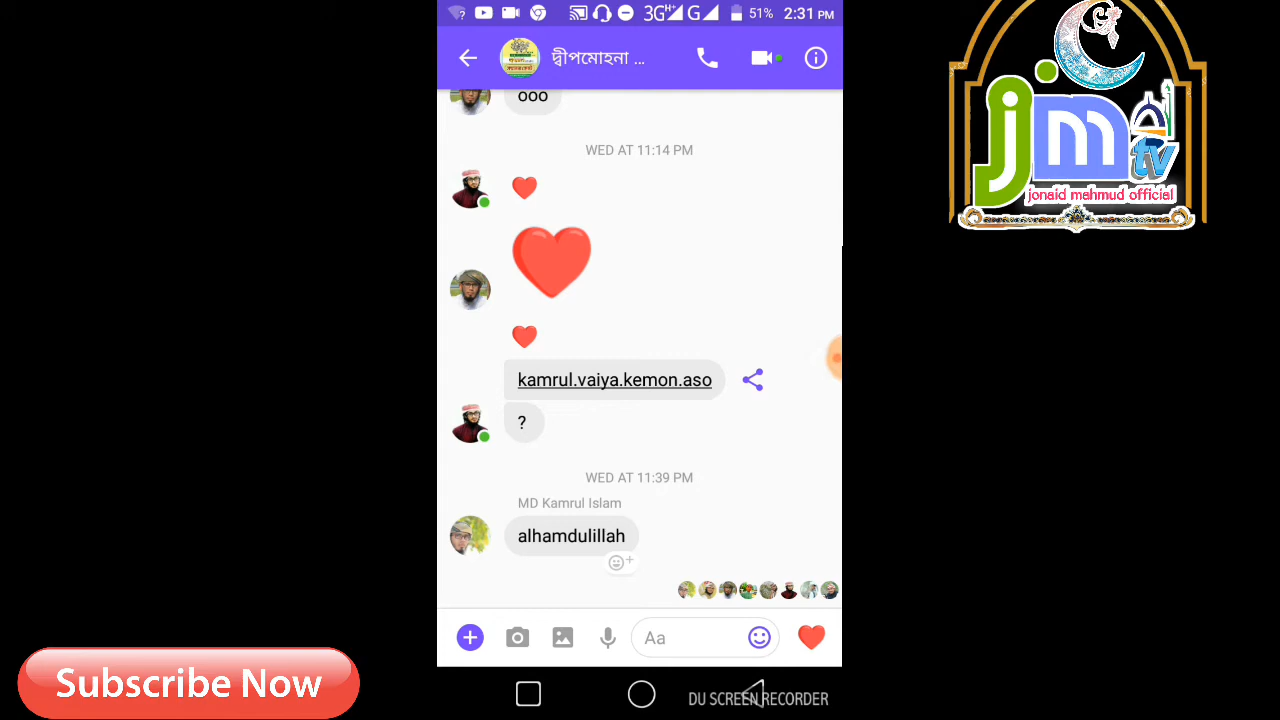 3G H+ G 51% 2:31 PM
দ্বীপমোহনা ...
ooo
WED AT 11:14 PM
kamrul.vaiya.kemon.aso
?
WED AT 11:39 PM
MD Kamrul Islam
alhamdulillah
Aa
DU SCREEN RECORDER
jm tv
jonaid mahmud official
Subscribe Now